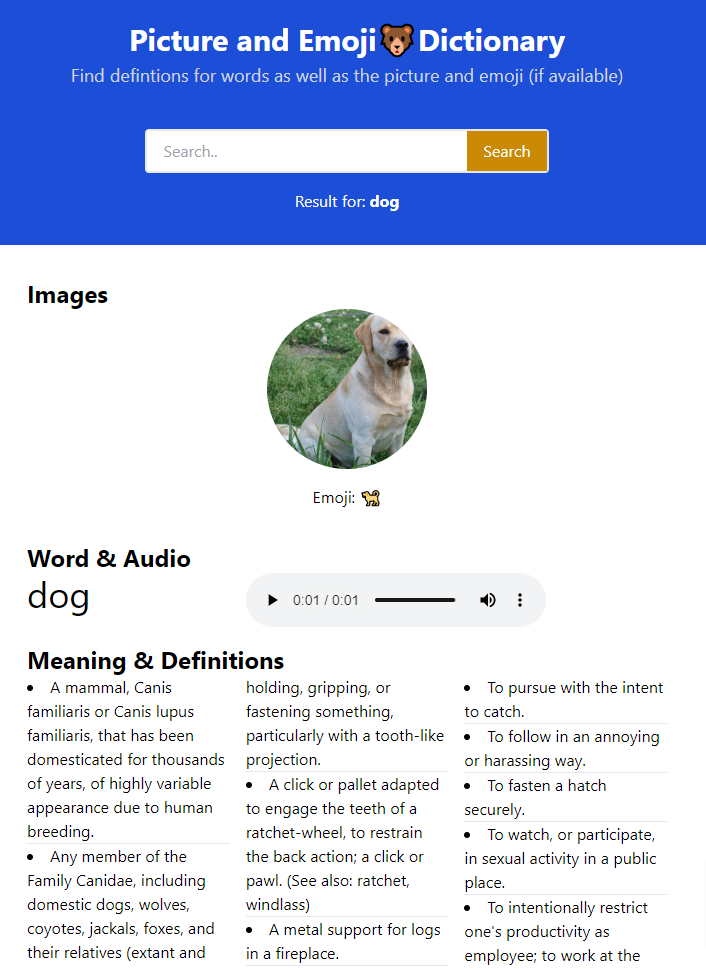 Picture and Emoji🐻Dictionary
Find defintions for words as well as the picture and emoji (if available)
Search..
Search
Result for: dog
Images
Emoji: 🐕
Word & Audio
dog
0:01 / 0:01
Meaning & Definitions
• A mammal, Canis
familiaris or Canis lupus
familiaris, that has been
domesticated for thousands
of years, of highly variable
appearance due to human
breeding.
• Any member of the
Family Canidae, including
domestic dogs, wolves,
coyotes, jackals, foxes, and
their relatives (extant and
holding, gripping, or
fastening something,
particularly with a tooth-like
projection.
• A click or pallet adapted
to engage the teeth of a
ratchet-wheel, to restrain
the back action; a click or
pawl. (See also: ratchet,
windlass)
• A metal support for logs
in a fireplace.
• To pursue with the intent
to catch.
• To follow in an annoying
or harassing way.
• To fasten a hatch
securely.
• To watch, or participate,
in sexual activity in a public
place.
• To intentionally restrict
one's productivity as
employee; to work at the